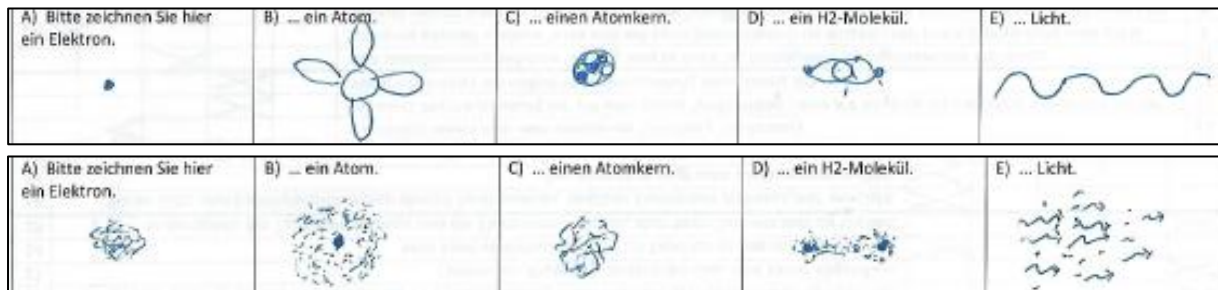 A) Bitte zeichnen Sie hier
ein Elektron.
B) ... ein Atom.
C) ... einen Atomkern.
D) ... ein H2-Molekül.
E) ... Licht.
A) Bitte zeichnen Sie hier
ein Elektron.
B) ... ein Atom.
C) ... einen Atomkern.
D) ... ein H2-Molekül.
E) ... Licht.